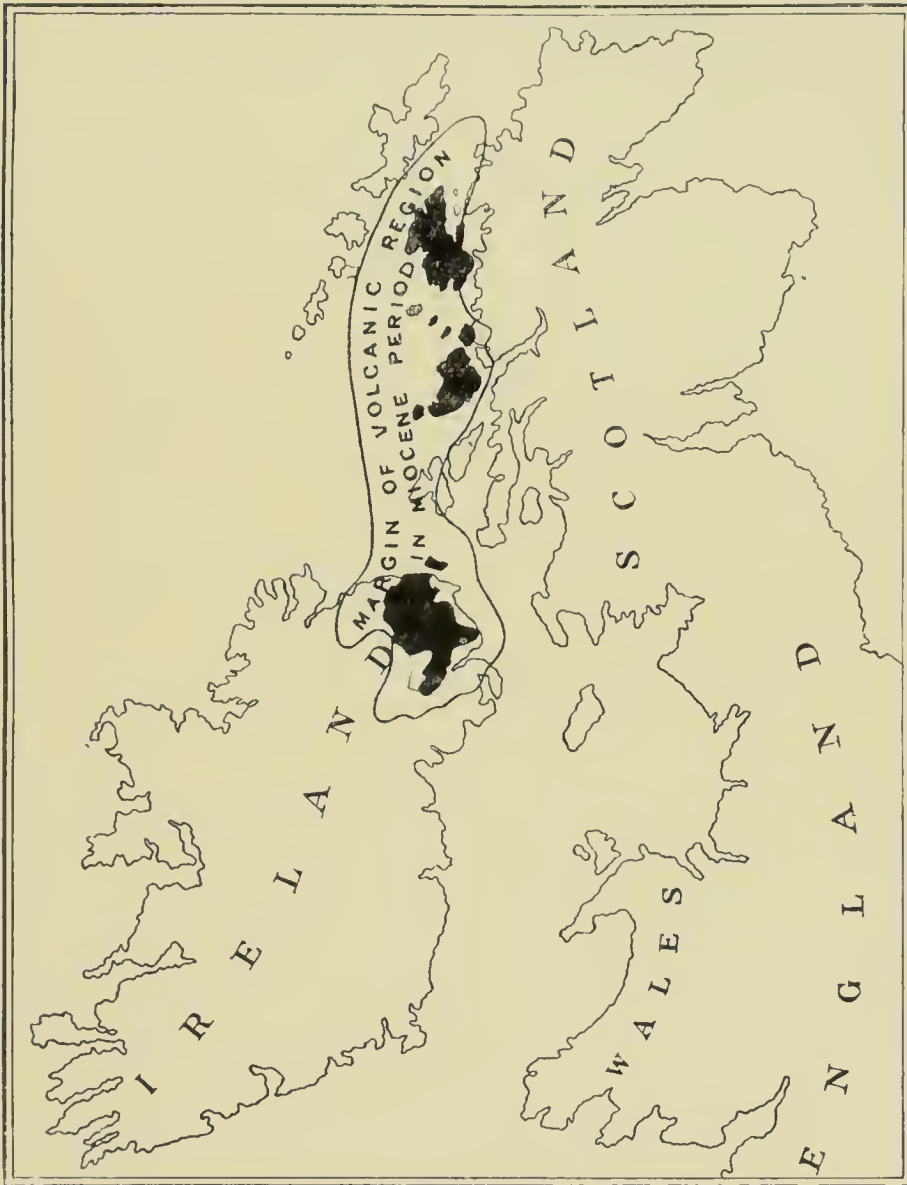 MARGIN OF VOLCANIC REGION
IN MIOCENE PERIOD
SCOTLAND
IRELAND
WALES
ENGLAND